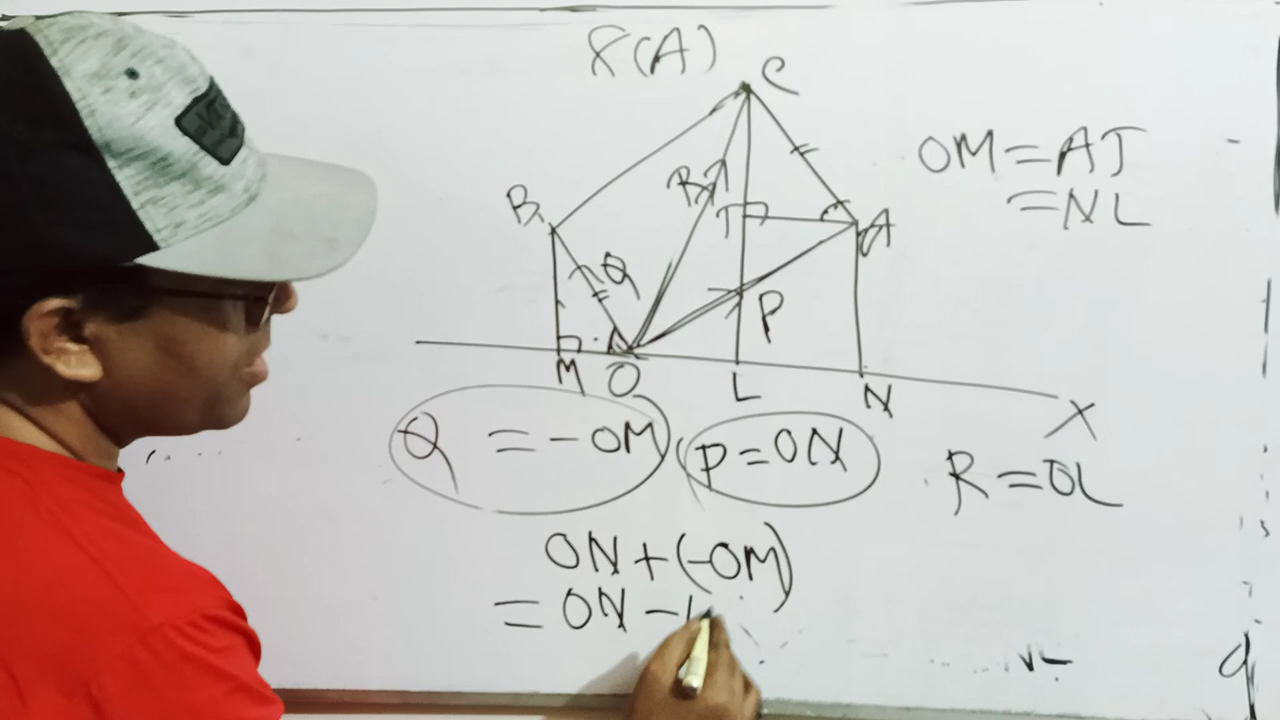 8(A)
C
OM = AT
= NL
B
R
T
A
Q
P
M O L N X
Q = -OM
P = ON
R = OL
ON + (-OM)
= ON -